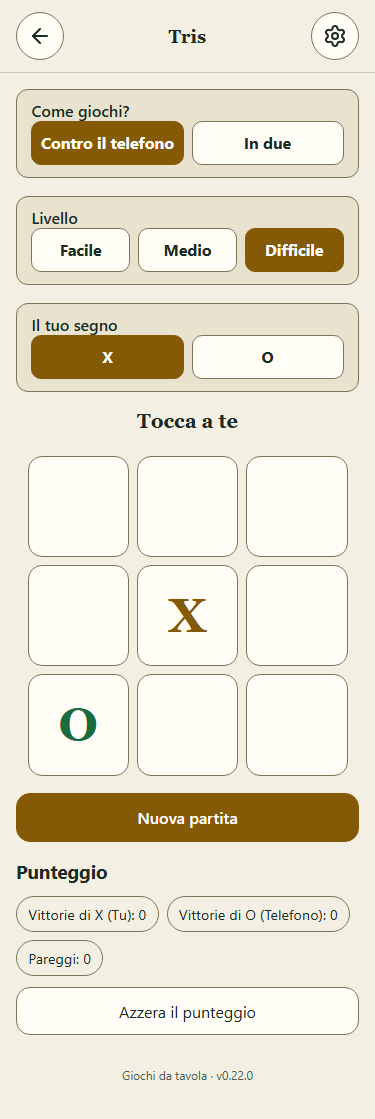 Tris
Come giochi?
Contro il telefono
In due
Livello
Facile
Medio
Difficile
Il tuo segno
X
O
Tocca a te
X
O
Nuova partita
Punteggio
Vittorie di X (Tu): 0
Vittorie di O (Telefono): 0
Pareggi: 0
Azzera il punteggio
Giochi da tavola · v0.22.0